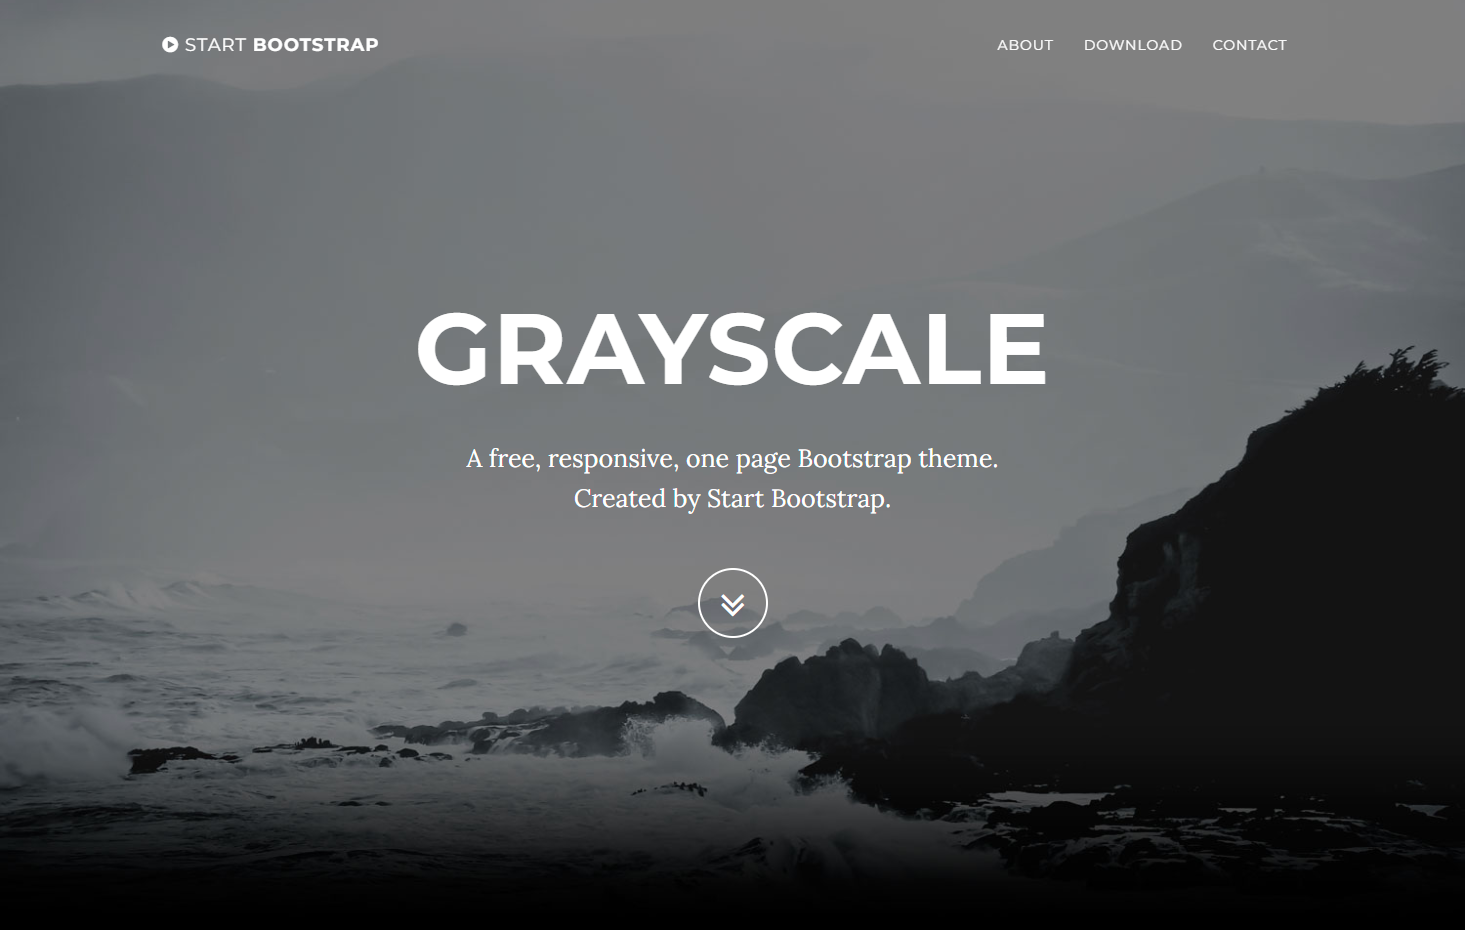 START BOOTSTRAP
ABOUT DOWNLOAD CONTACT
GRAYSCALE
A free, responsive, one page Bootstrap theme.
Created by Start Bootstrap.